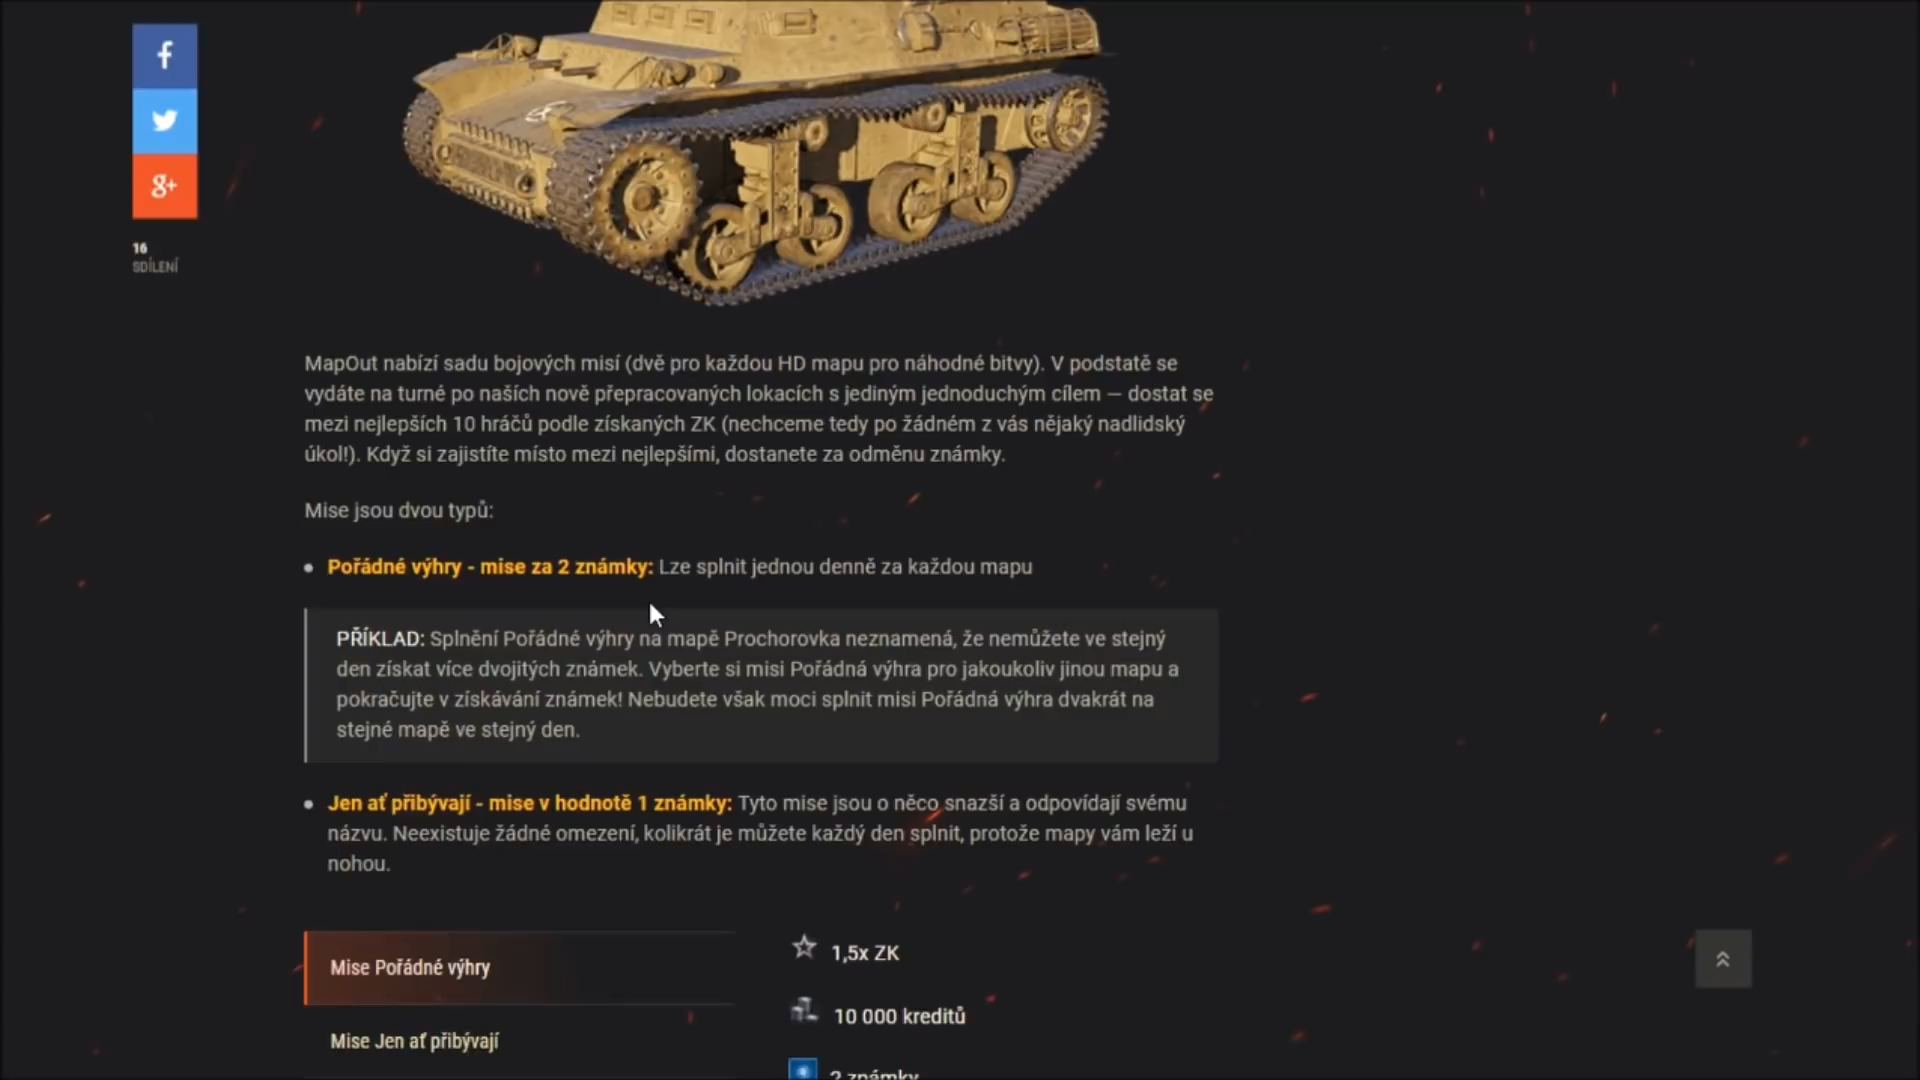 f
g+
16
SDÍLENÍ
MapOut nabízí sadu bojových misí (dvě pro každou HD mapu pro náhodné bitvy). V podstatě se
vydáte na turné po naších nově přepracovaných lokacích s jediným jednoduchým cílem — dostat se
mezi nejlepších 10 hráčů podle získaných ZK (nechceme tedy po žádném z vás nějaký nadlidský
úkol!). Když si zajistíte místo mezi nejlepšími, dostanete za odměnu známky.
Mise jsou dvou typů:
Pořádné výhry - mise za 2 známky: Lze splnit jednou denně za každou mapu
PŘÍKLAD: Splnění Pořádné výhry na mapě Prochorovka neznamená, že nemůžete ve stejný
den získat více dvojitých známek. Vyberte si misi Pořádná výhra pro jakoukoliv jinou mapu a
pokračujte v získávání známek! Nebudete však moci splnit misi Pořádná výhra dvakrát na
stejné mapě ve stejný den.
Jen ať přibývají - mise v hodnotě 1 známky: Tyto mise jsou o něco snazší a odpovídají svému
názvu. Neexistuje žádné omezení, kolikrát je můžete každý den splnit, protože mapy vám leží u
nohou.
Mise Pořádné výhry
1,5x ZK
10 000 kreditů
Mise Jen ať přibývají
2 známky